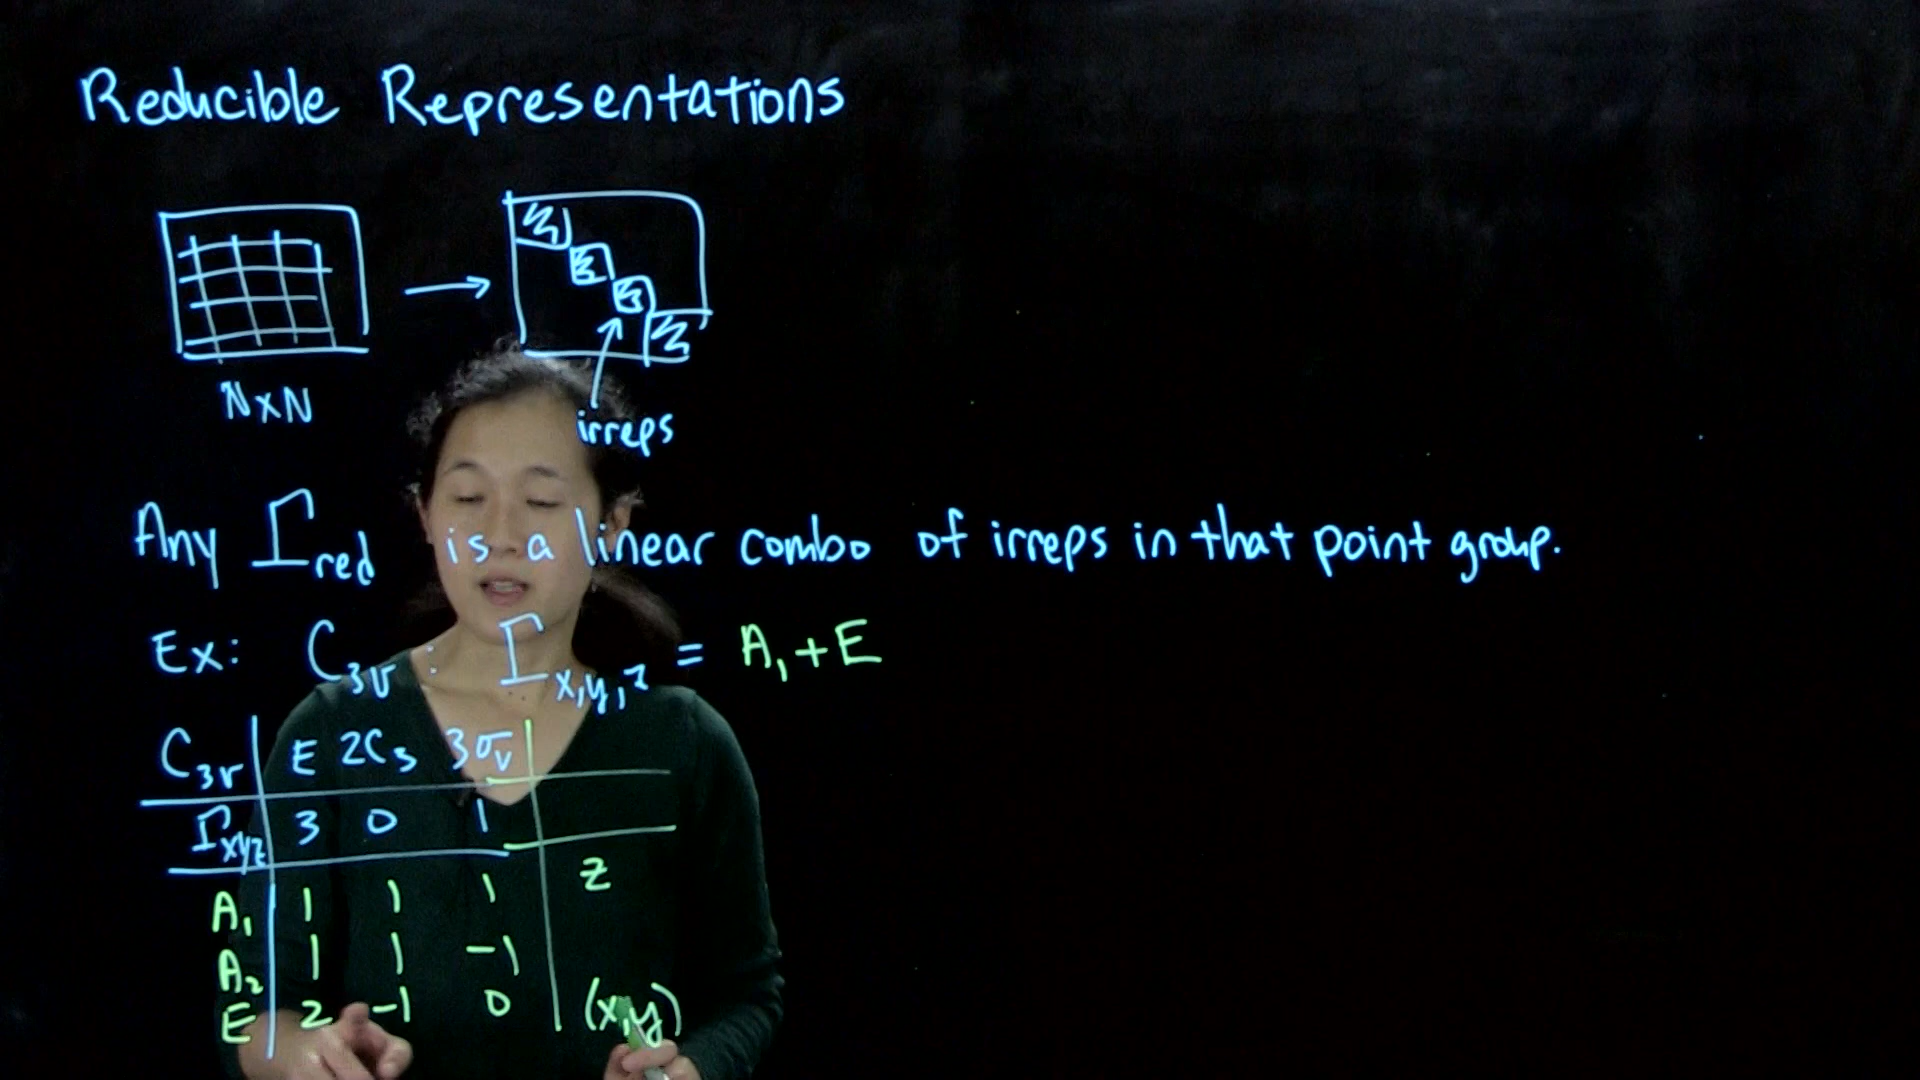 Reducible Representations
N x N
irreps
Any Γred is a linear combo of irreps in that point group.
Ex: C3v : Γx,y,z = A1 + E
C3v E 2C3 3σv
Γxyz 3 0 1
A1 1 1 1 z
A2 1 1 -1
E 2 -1 0 (x,y)